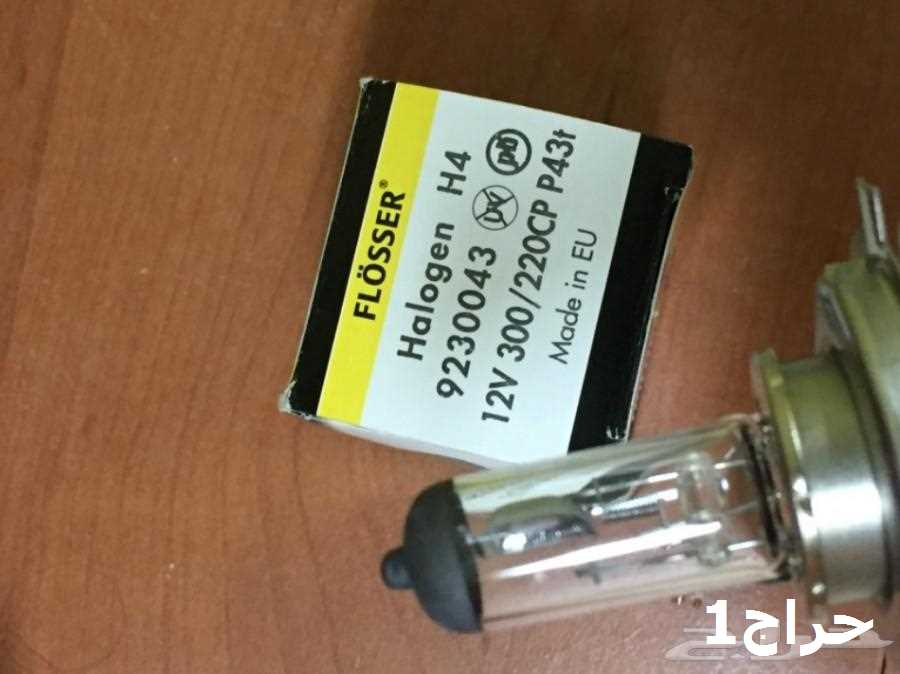 FLÖSSER®
Halogen H4
9230043
12V 300/220CP P43t
Made in EU
حراج1